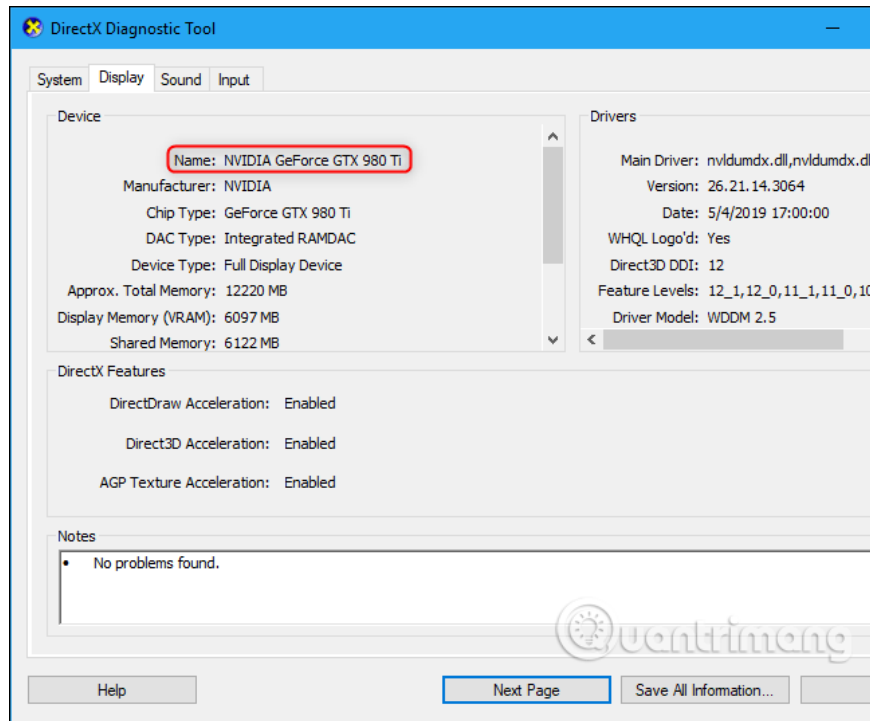 DirectX Diagnostic Tool
System Display Sound Input
Device
Name: NVIDIA GeForce GTX 980 Ti
Manufacturer: NVIDIA
Chip Type: GeForce GTX 980 Ti
DAC Type: Integrated RAMDAC
Device Type: Full Display Device
Approx. Total Memory: 12220 MB
Display Memory (VRAM): 6097 MB
Shared Memory: 6122 MB
Drivers
Main Driver: nvldumdx.dll,nvldumdx.dl
Version: 26.21.14.3064
Date: 5/4/2019 17:00:00
WHQL Logo'd: Yes
Direct3D DDI: 12
Feature Levels: 12_1,12_0,11_1,11_0,10
Driver Model: WDDM 2.5
DirectX Features
DirectDraw Acceleration: Enabled
Direct3D Acceleration: Enabled
AGP Texture Acceleration: Enabled
Notes
• No problems found.
Quantrimang
Help Next Page Save All Information...